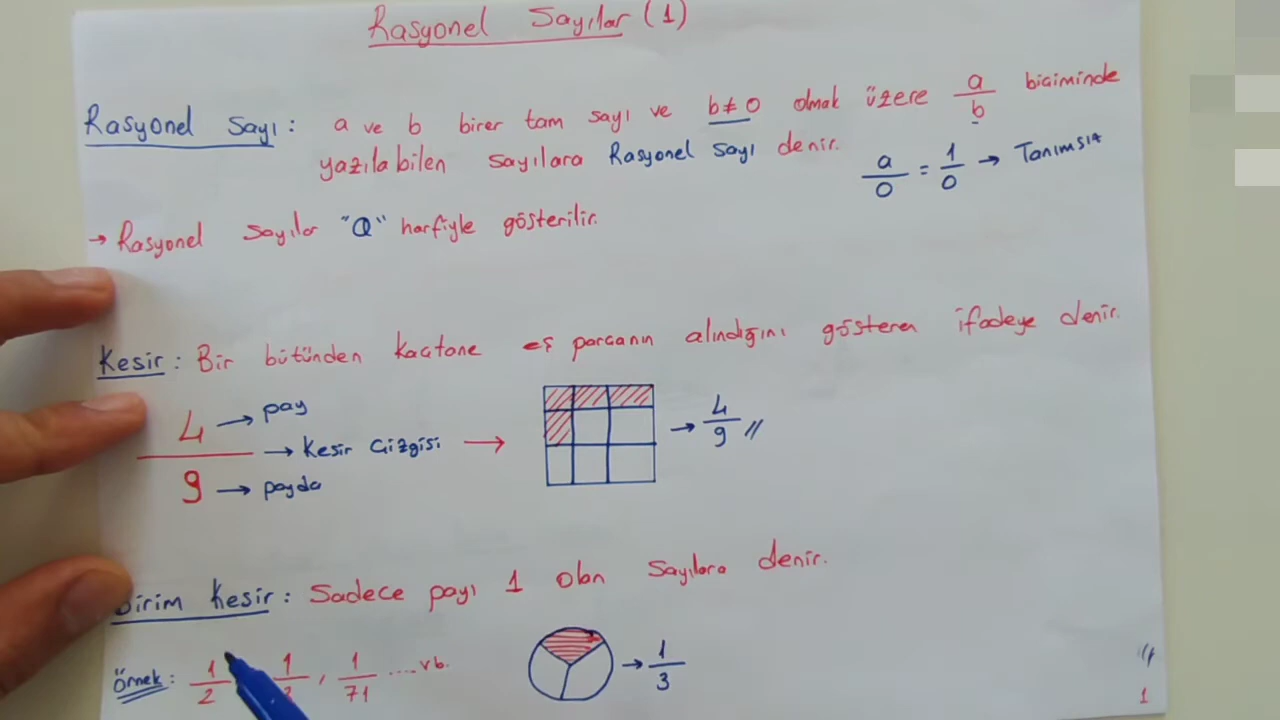 Rasyonel Sayılar (1)
Rasyonel Sayı: a ve b birer tam sayı ve b≠0 olmak üzere a/b biçiminde
yazılabilen sayılara Rasyonel sayı denir.
a/0 = 1/0 → Tanımsız
→ Rasyonel sayılar "Q" harfiyle gösterilir.
Kesir: Bir bütünden kaçtane eş parçanın alındığını gösteren ifadeye denir.
4 → pay
→ Kesir Çizgisi →
9 → payda
→ 4/9 //
Birim Kesir: Sadece payı 1 olan sayılara denir.
Örnek: 1/2 , 1/71 .... vb.
→ 1/3
1